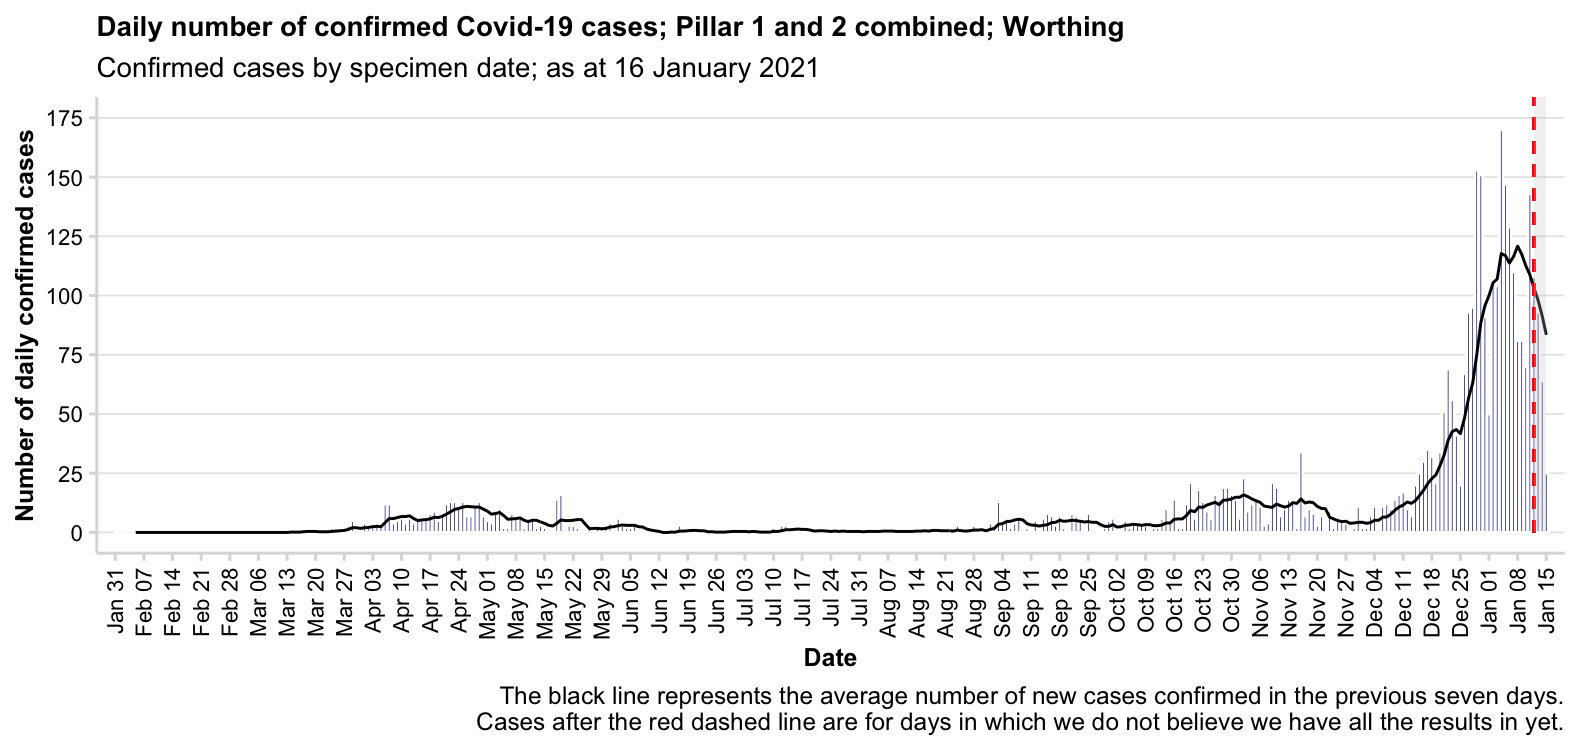 Daily number of confirmed Covid-19 cases; Pillar 1 and 2 combined; Worthing
Confirmed cases by specimen date; as at 16 January 2021
Number of daily confirmed cases
175
150
125
100
75
50
25
0
Jan 31
Feb 07
Feb 14
Feb 21
Feb 28
Mar 06
Mar 13
Mar 20
Mar 27
Apr 03
Apr 10
Apr 17
Apr 24
May 01
May 08
May 15
May 22
May 29
Jun 05
Jun 12
Jun 19
Jun 26
Jul 03
Jul 10
Jul 17
Jul 24
Jul 31
Aug 07
Aug 14
Aug 21
Aug 28
Sep 04
Sep 11
Sep 18
Sep 25
Oct 02
Oct 09
Oct 16
Oct 23
Oct 30
Nov 06
Nov 13
Nov 20
Nov 27
Dec 04
Dec 11
Dec 18
Dec 25
Jan 01
Jan 08
Jan 15
Date
The black line represents the average number of new cases confirmed in the previous seven days.
Cases after the red dashed line are for days in which we do not believe we have all the results in yet.